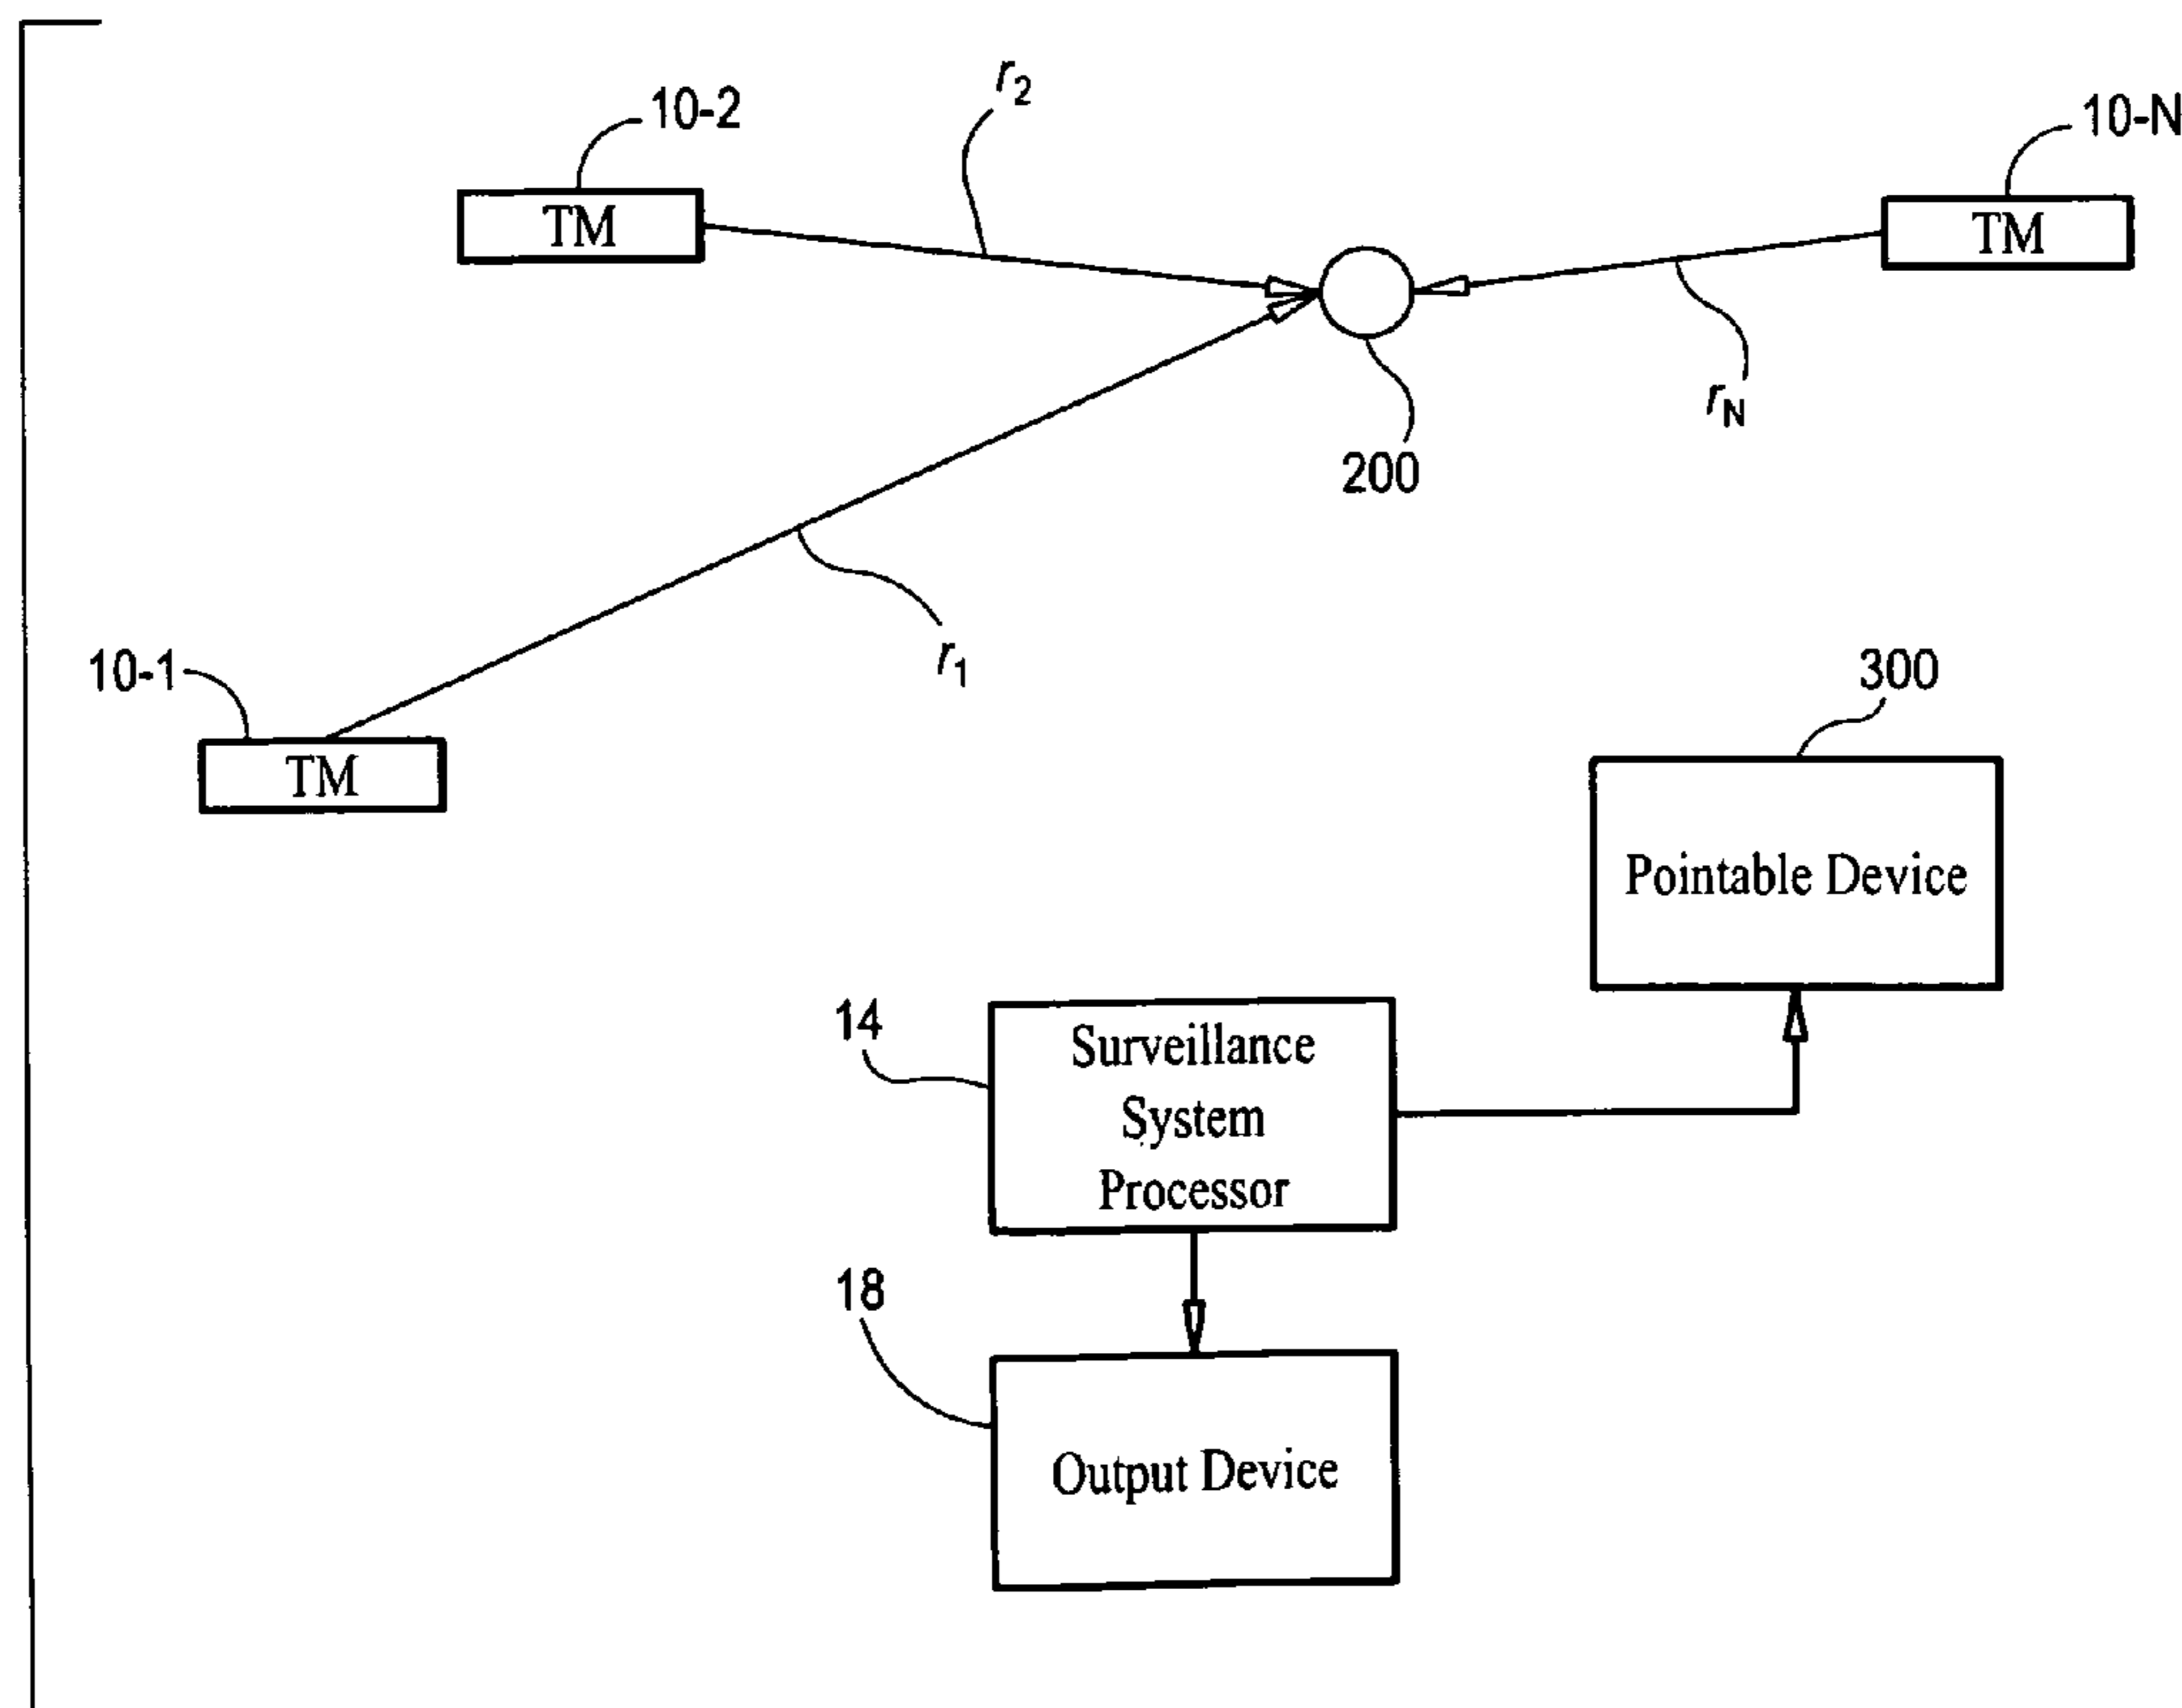 r2
10-2
10-N
TM
TM
rN
200
r1
10-1
300
TM
Pointable Device
14
Surveillance
System
Processor
18
Output Device